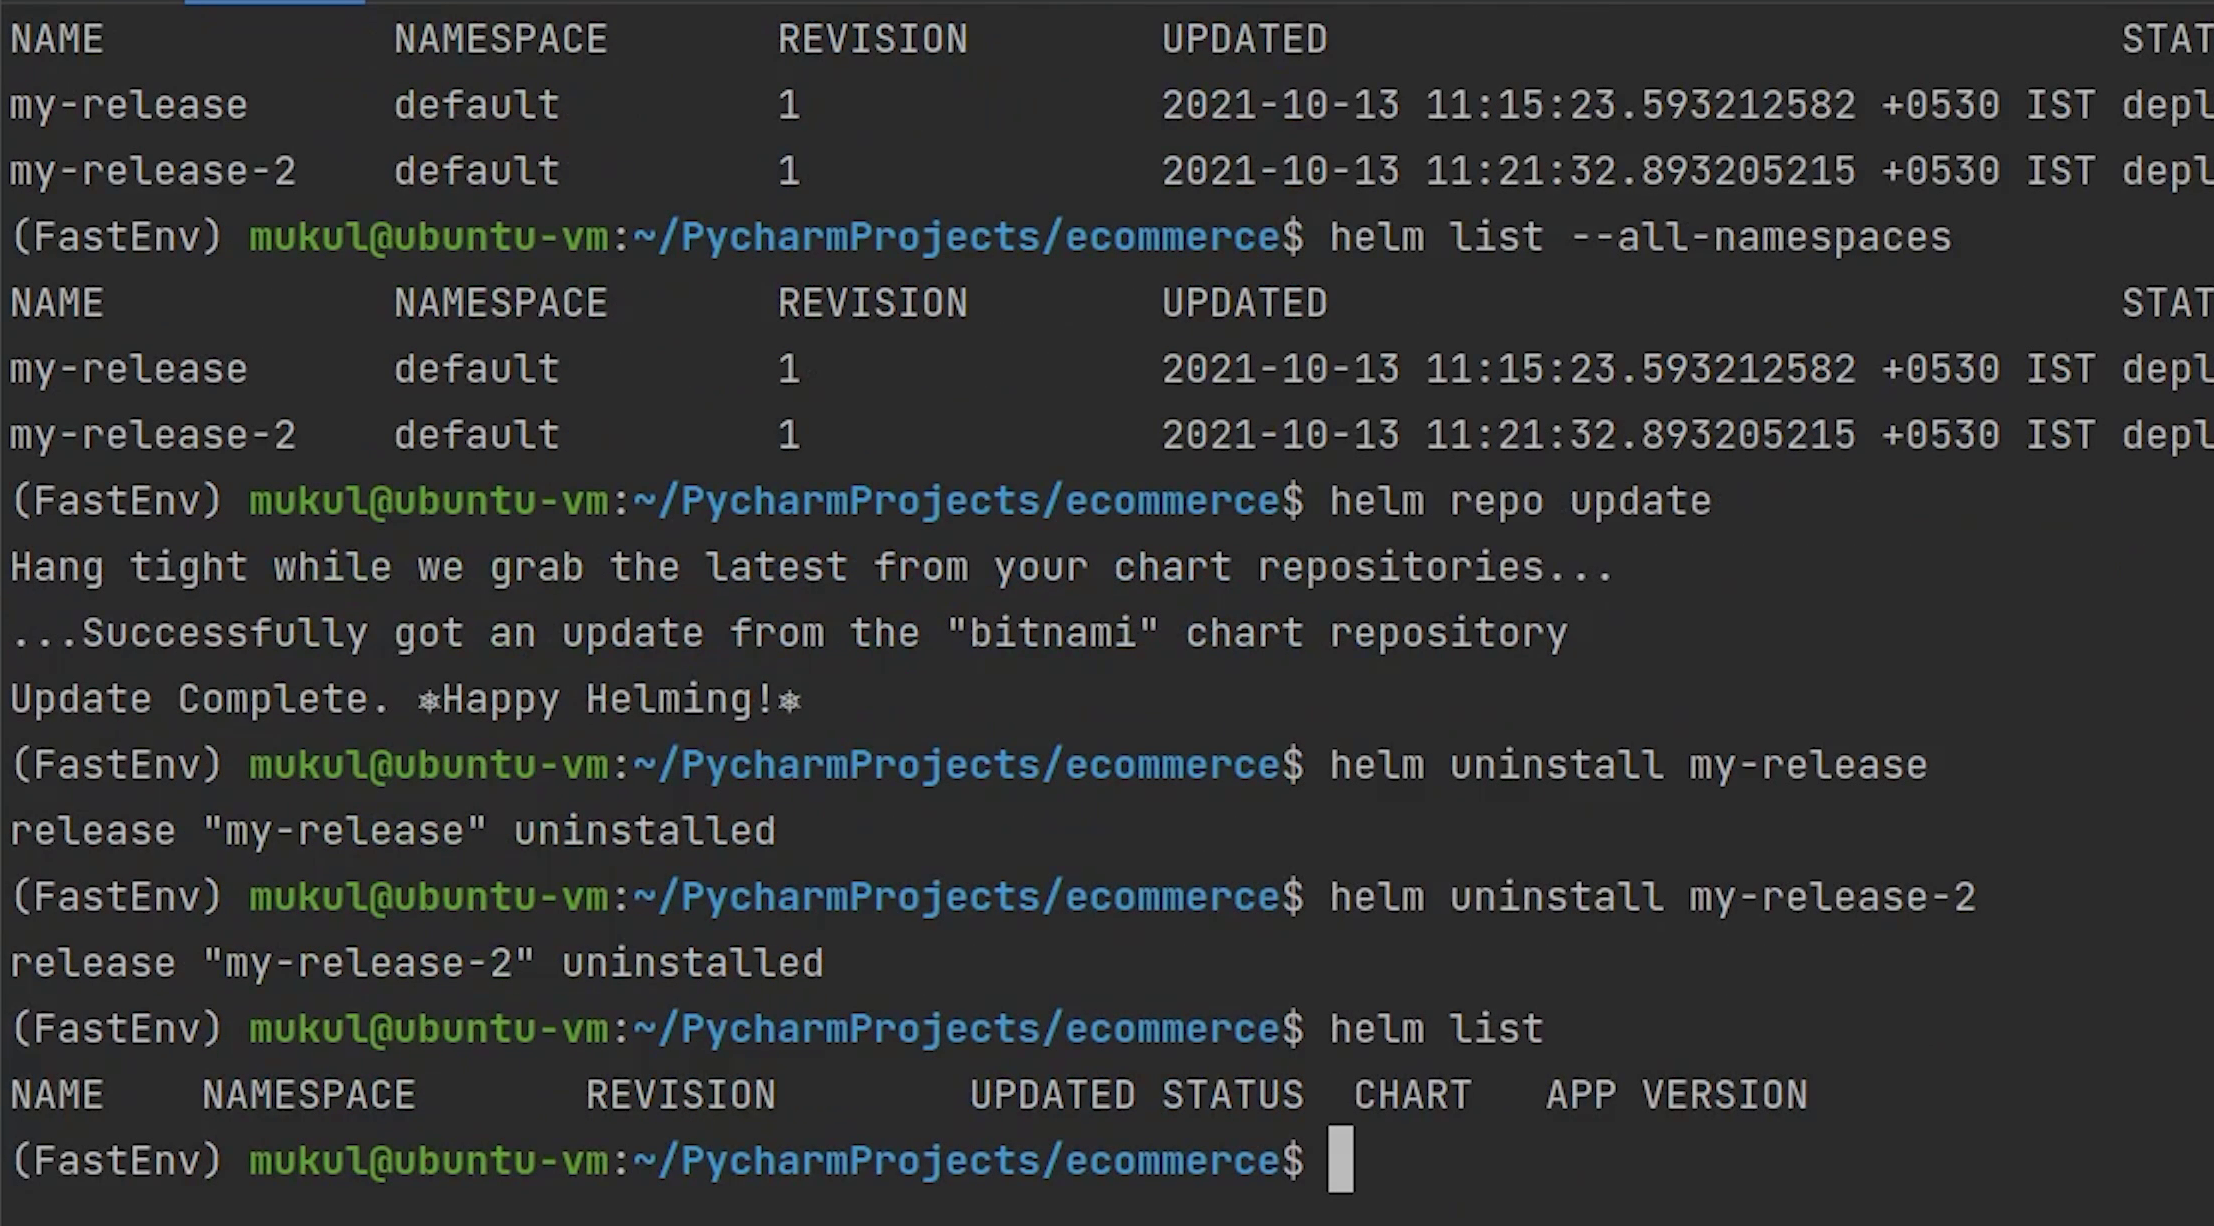 NAME NAMESPACE REVISION UPDATED STAT
my-release default 1 2021-10-13 11:15:23.593212582 +0530 IST depl
my-release-2 default 1 2021-10-13 11:21:32.893205215 +0530 IST depl
(FastEnv) mukul@ubuntu-vm:~/PycharmProjects/ecommerce$ helm list --all-namespaces
NAME NAMESPACE REVISION UPDATED STAT
my-release default 1 2021-10-13 11:15:23.593212582 +0530 IST depl
my-release-2 default 1 2021-10-13 11:21:32.893205215 +0530 IST depl
(FastEnv) mukul@ubuntu-vm:~/PycharmProjects/ecommerce$ helm repo update
Hang tight while we grab the latest from your chart repositories...
...Successfully got an update from the "bitnami" chart repository
Update Complete. ⎈Happy Helming!⎈
(FastEnv) mukul@ubuntu-vm:~/PycharmProjects/ecommerce$ helm uninstall my-release
release "my-release" uninstalled
(FastEnv) mukul@ubuntu-vm:~/PycharmProjects/ecommerce$ helm uninstall my-release-2
release "my-release-2" uninstalled
(FastEnv) mukul@ubuntu-vm:~/PycharmProjects/ecommerce$ helm list
NAME NAMESPACE REVISION UPDATED STATUS CHART APP VERSION
(FastEnv) mukul@ubuntu-vm:~/PycharmProjects/ecommerce$